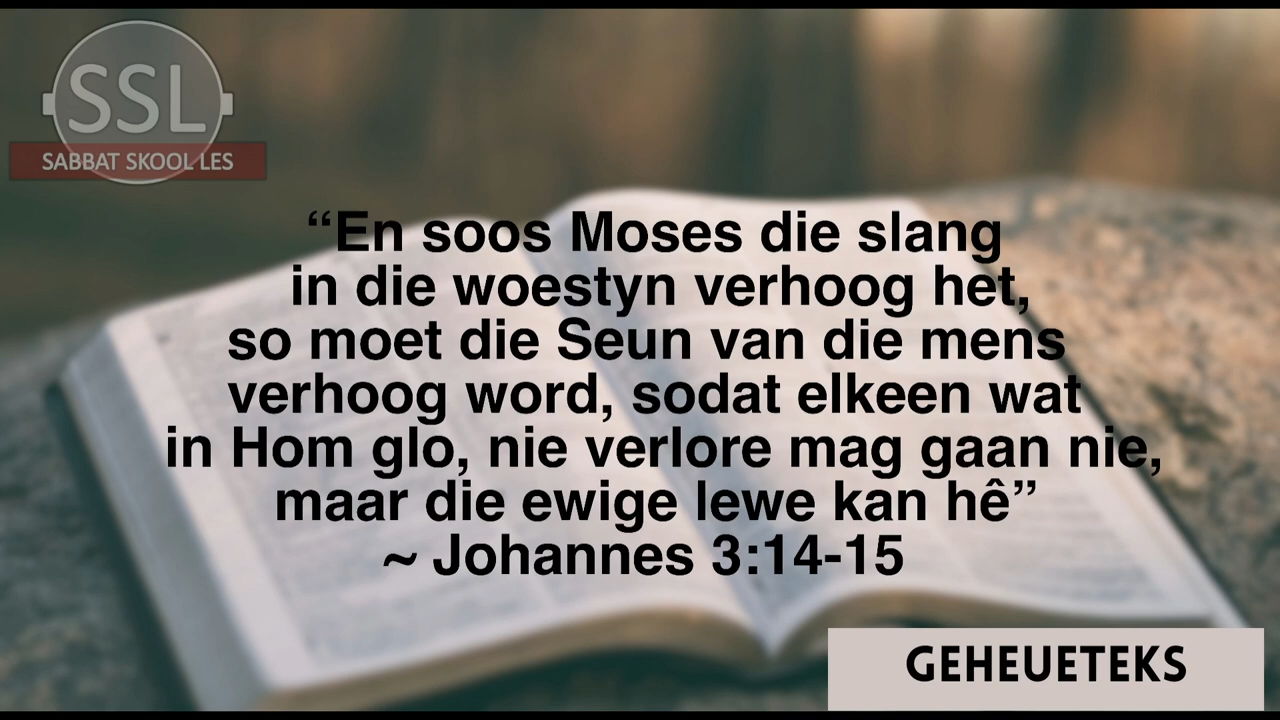 SSL
SABBAT SKOOL LES
“En soos Moses die slang
in die woestyn verhoog het,
so moet die Seun van die mens
verhoog word, sodat elkeen wat
in Hom glo, nie verlore mag gaan nie,
maar die ewige lewe kan hê”
~ Johannes 3:14-15
GEHEUETEKS